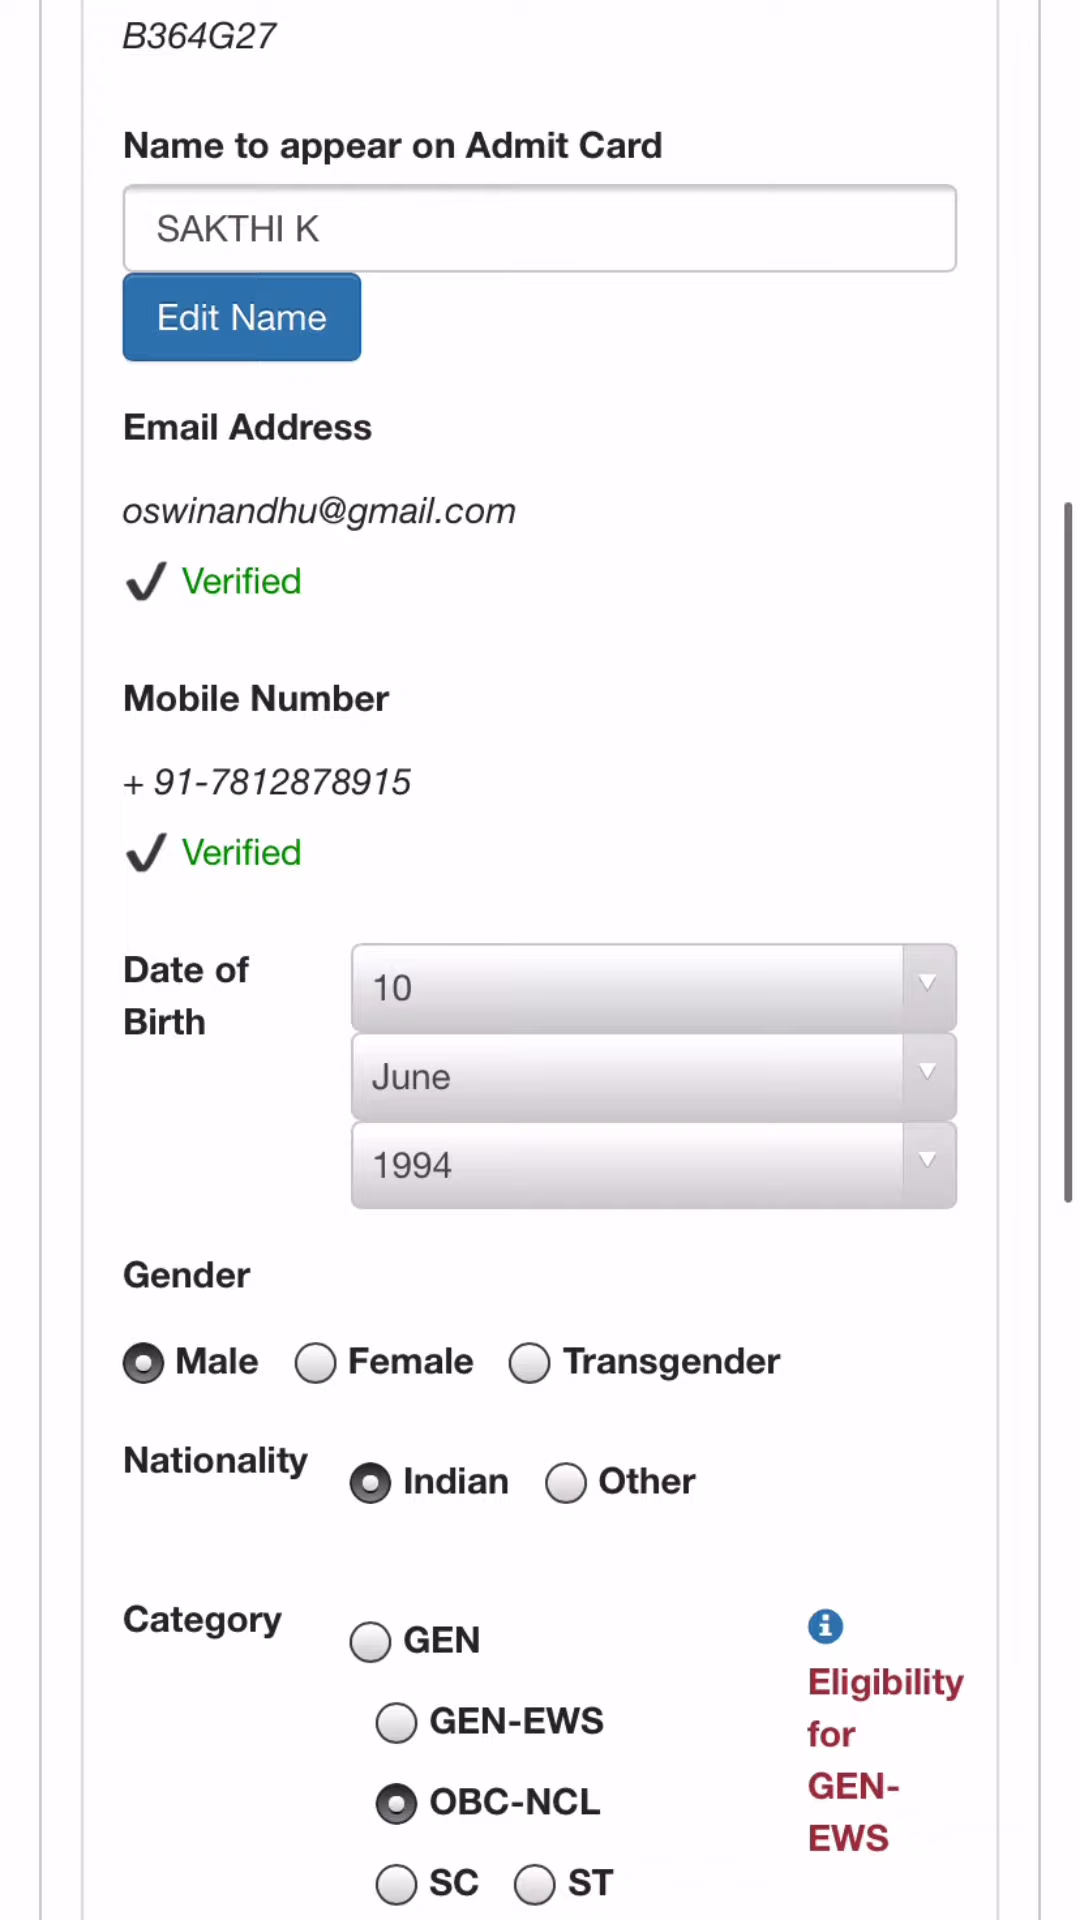 B364G27
Name to appear on Admit Card
SAKTHI K
Edit Name
Email Address
oswinandhu@gmail.com
Verified
Mobile Number
+ 91-7812878915
Verified
Date of
Birth
10
June
1994
Gender
Male Female Transgender
Nationality
Indian Other
Category
GEN
GEN-EWS
OBC-NCL
SC ST
Eligibility
for
GEN-
EWS